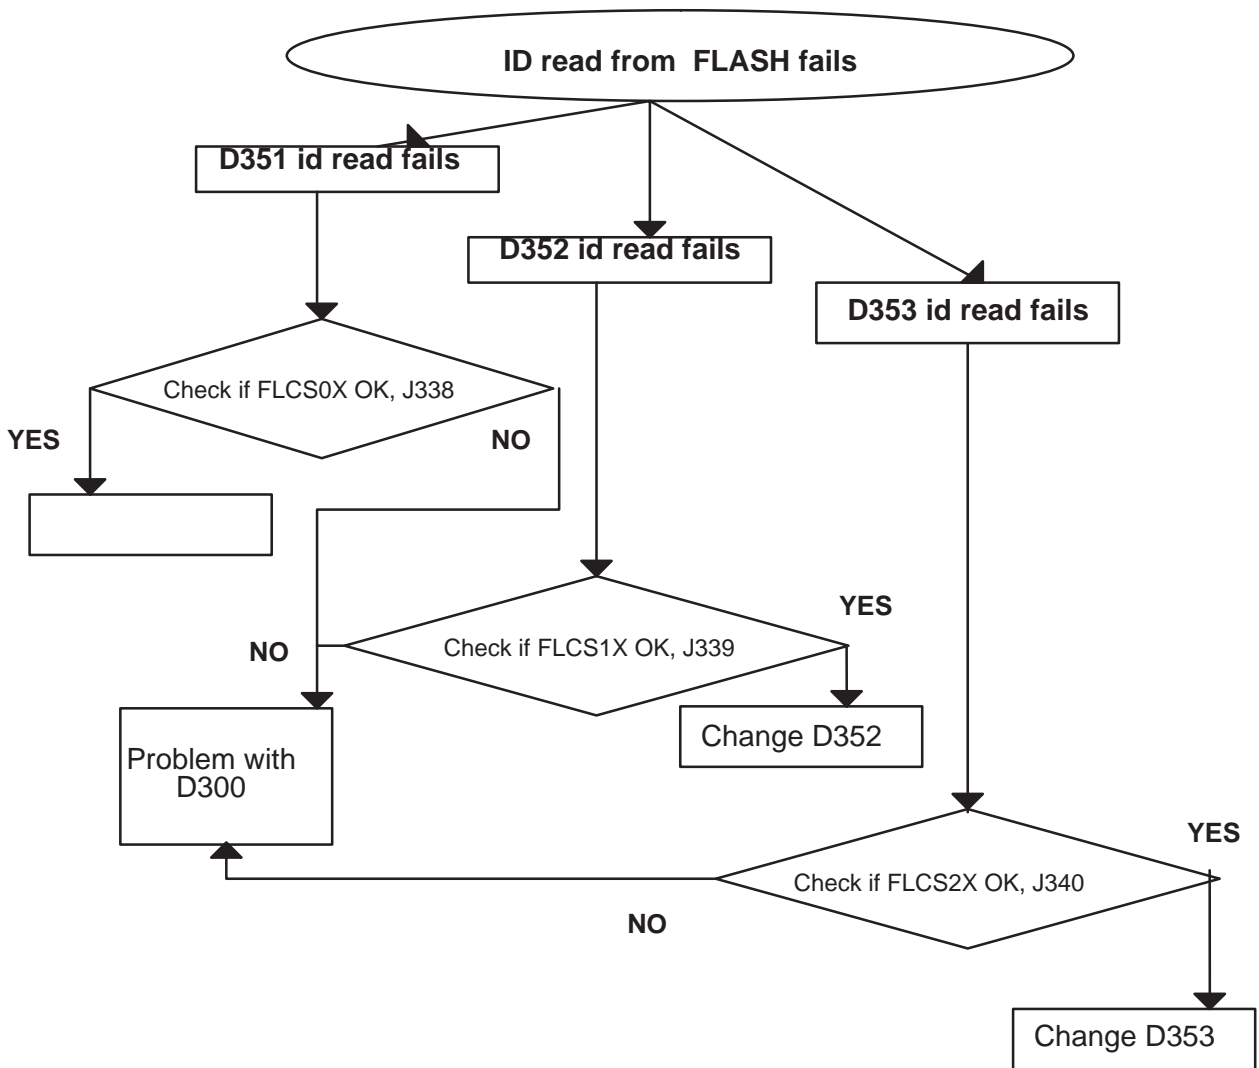 ID read from FLASH fails
D351 id read fails
D352 id read fails
D353 id read fails
Check if FLCS0X OK, J338
YES
NO
Check if FLCS1X OK, J339
YES
NO
Change D352
Problem with
D300
Check if FLCS2X OK, J340
YES
NO
Change D353